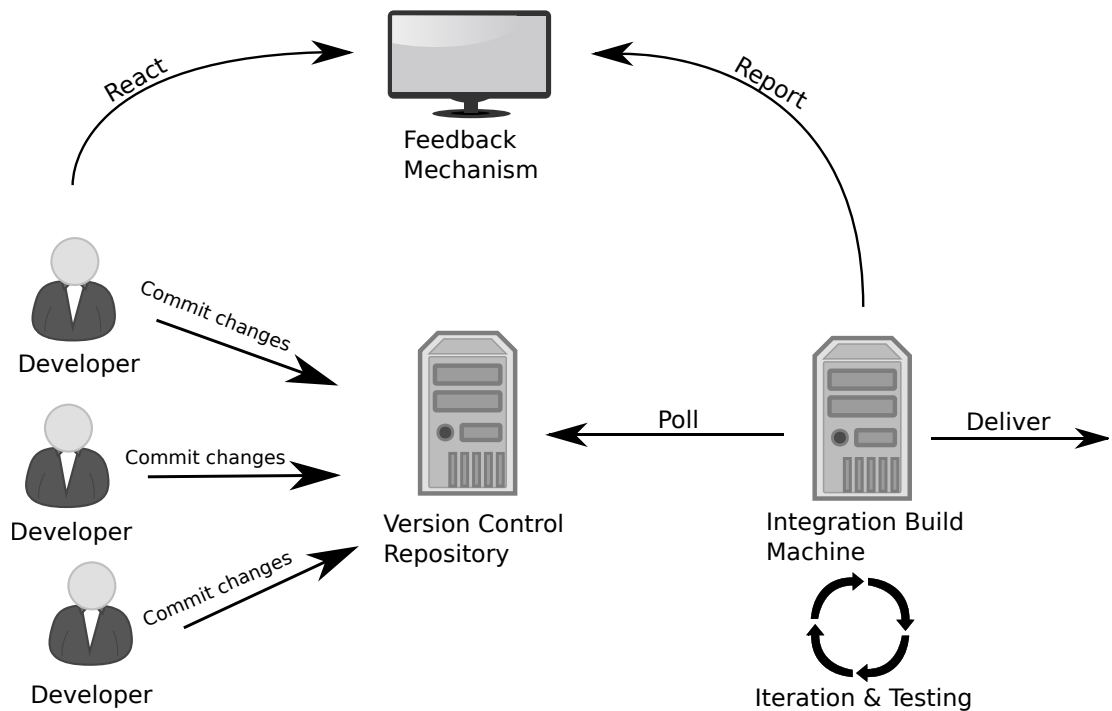 React
Report
Feedback
Mechanism
Commit changes
Developer
Commit changes
Developer
Commit changes
Developer
Version Control
Repository
Poll
Deliver
Integration Build
Machine
Iteration & Testing